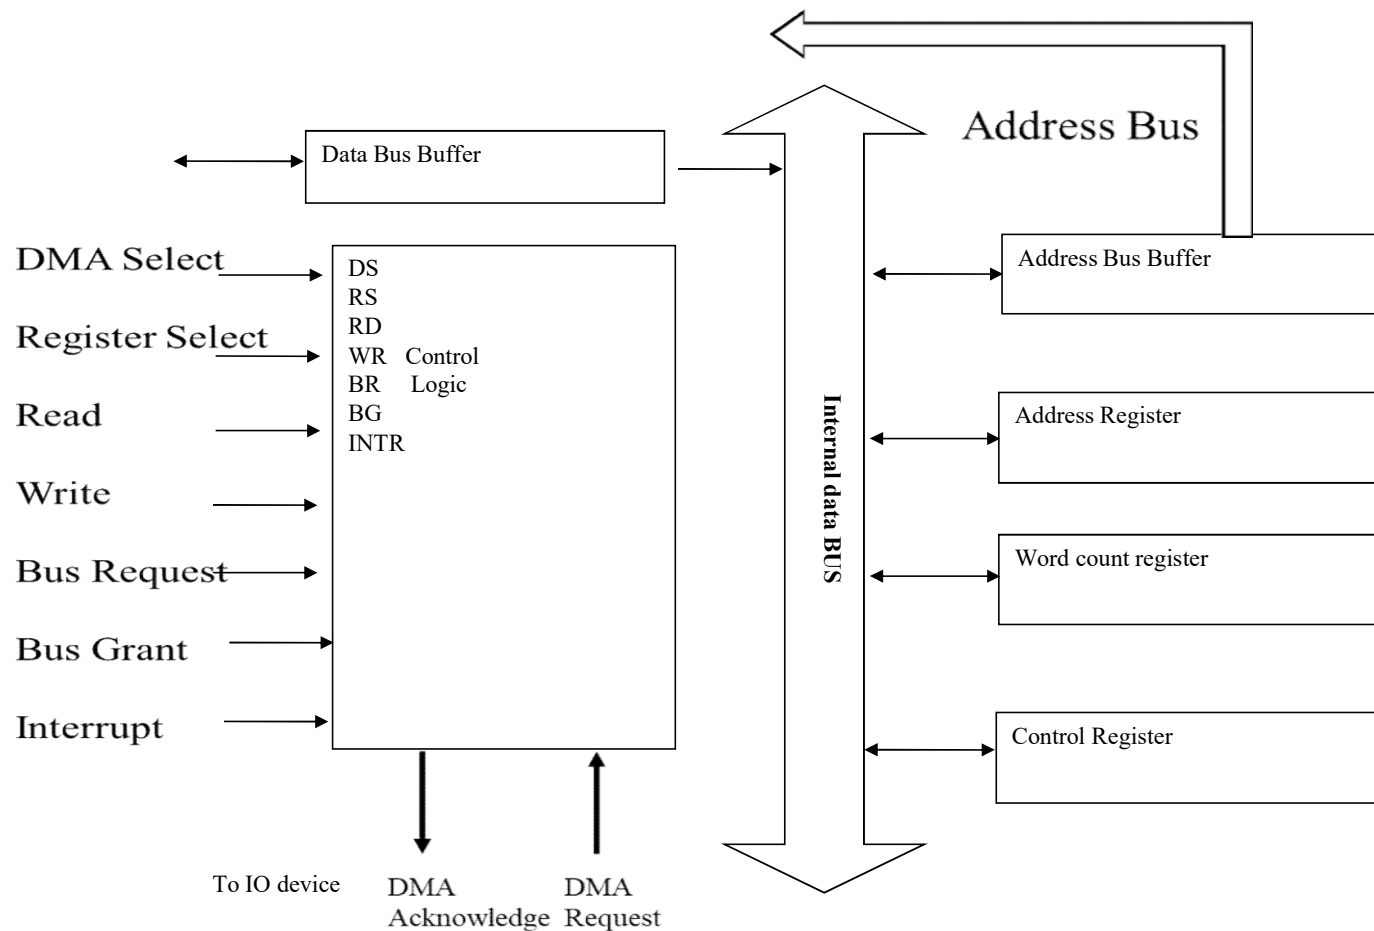 Address Bus
Data Bus Buffer
DMA Select
Register Select
Read
Write
Bus Request
Bus Grant
Interrupt
DS
RS
RD
WR Control
BR Logic
BG
INTR
Internal data BUS
Address Bus Buffer
Address Register
Word count register
Control Register
To IO device
DMA
Acknowledge
DMA
Request